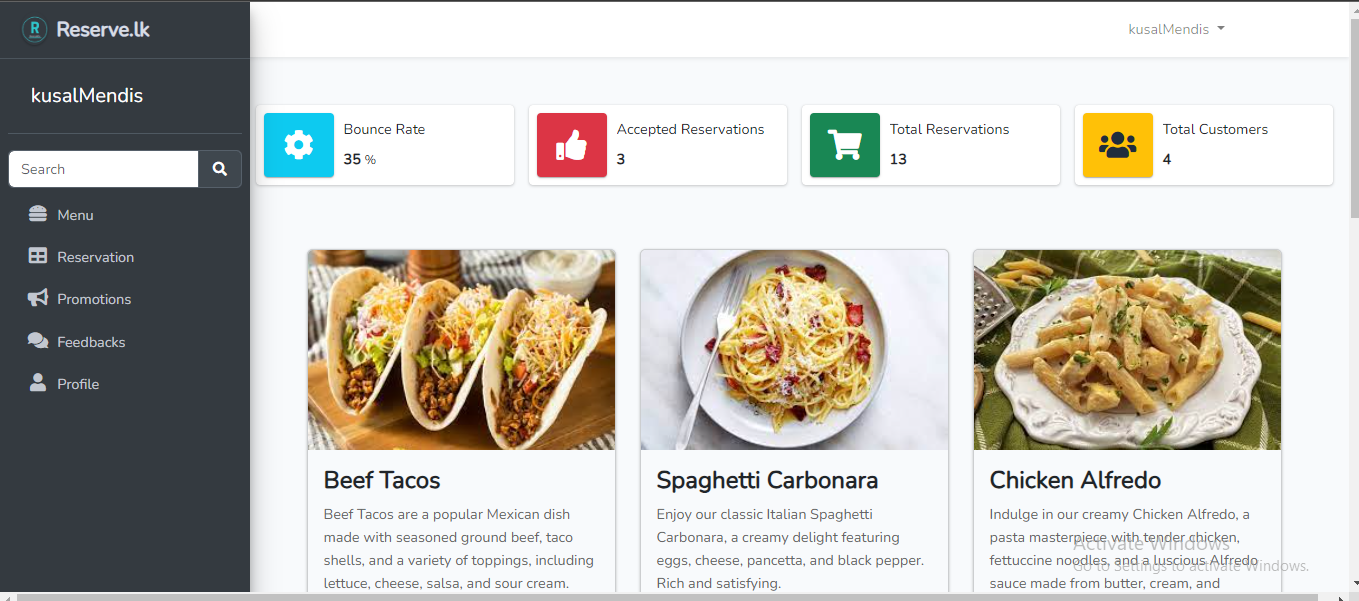 R
Reserve.lk
kusalMendis
kusalMendis
Search
Menu
Reservation
Promotions
Feedbacks
Profile
Bounce Rate
35 %
Accepted Reservations
3
Total Reservations
13
Total Customers
4
Beef Tacos
Beef Tacos are a popular Mexican dish
made with seasoned ground beef, taco
shells, and a variety of toppings, including
lettuce, cheese, salsa, and sour cream.
Spaghetti Carbonara
Enjoy our classic Italian Spaghetti
Carbonara, a creamy delight featuring
eggs, cheese, pancetta, and black pepper.
Rich and satisfying.
Chicken Alfredo
Indulge in our creamy Chicken Alfredo, a
pasta masterpiece with tender chicken,
fettuccine noodles, and a luscious Alfredo
sauce made from butter, cream, and
Activate Windows
Go to Settings to activate Windows.